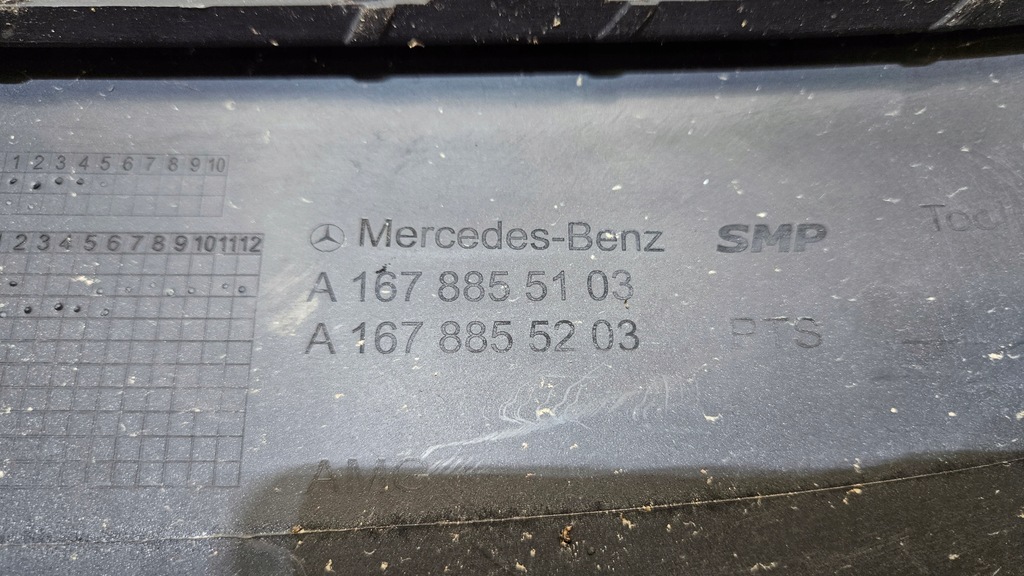 1 2 3 4 5 6 7 8 9 10
2 3 4 5 6 7 8 9 10 11 12
Mercedes-Benz SMP
A 167 885 51 03
A 167 885 52 03 PTS
AMG